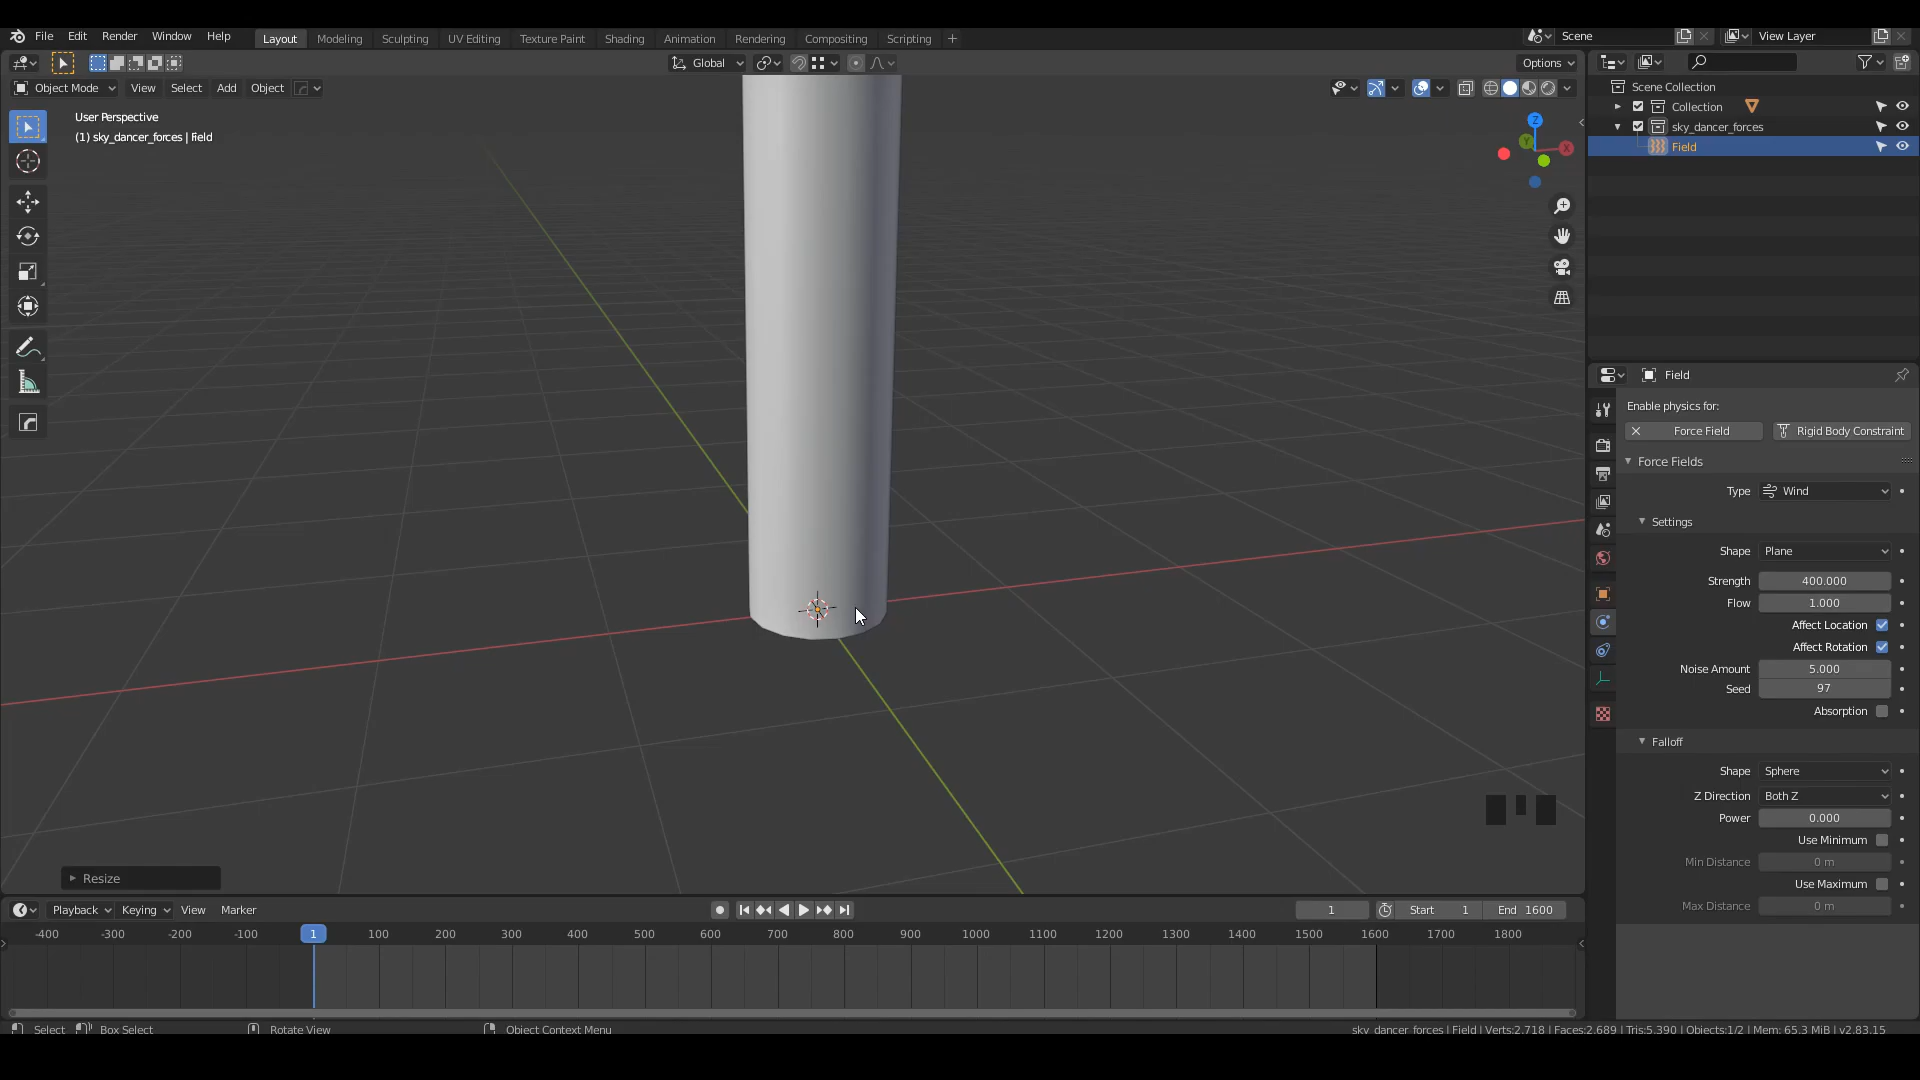 File Edit Render Window Help
Layout Modeling Sculpting UV Editing Texture Paint Shading Animation Rendering Compositing Scripting +
Scene
View Layer
Global
Options
Object Mode View Select Add Object
User Perspective
(1) sky_dancer_forces | Field
Z
Y
X
Scene Collection
Collection
sky_dancer_forces
Field
Field
Enable physics for:
Force Field
Rigid Body Constraint
Force Fields
Type Wind
Settings
Shape Plane
Strength 400.000
Flow 1.000
Affect Location
Affect Rotation
Noise Amount 5.000
Seed 97
Absorption
Falloff
Shape Sphere
Z Direction Both Z
Power 0.000
Use Minimum
Min Distance 0 m
Use Maximum
Max Distance 0 m
Resize
Playback Keying View Marker
1
Start 1 End 1600
-400 -300 -200 -100 1 100 200 300 400 500 600 700 800 900 1000 1100 1200 1300 1400 1500 1600 1700 1800
Select Box Select Rotate View Object Context Menu
sky_dancer_forces | Field | Verts:2.718 | Faces:2.689 | Tris:5.390 | Objects:1/2 | Mem: 65.3 MiB | v2.83.15